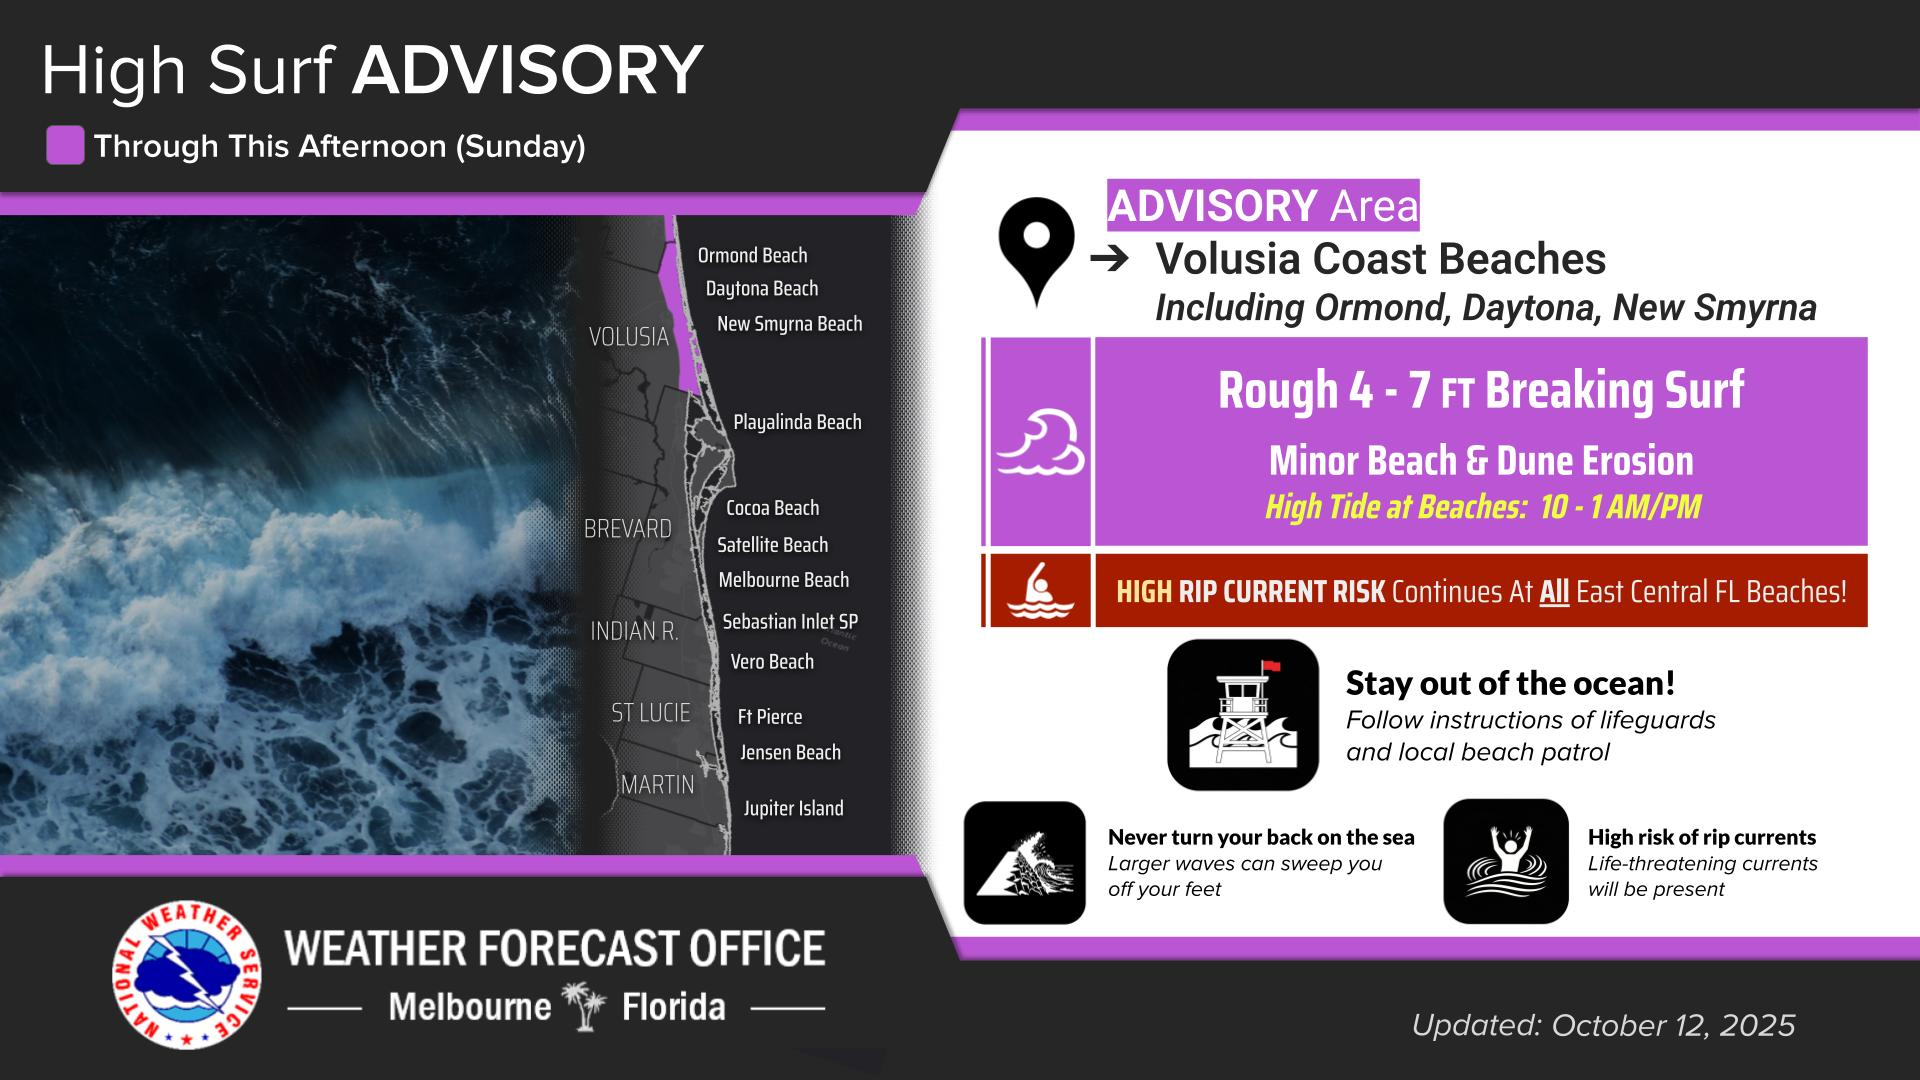 High Surf ADVISORY
Through This Afternoon (Sunday)
Ormond Beach
Daytona Beach
New Smyrna Beach
VOLUSIA
Playalinda Beach
Cocoa Beach
BREVARD
Satellite Beach
Melbourne Beach
Sebastian Inlet SP
INDIAN R.
Ocean
Vero Beach
ST LUCIE
Ft Pierce
Jensen Beach
MARTIN
Jupiter Island
ADVISORY Area
➔ Volusia Coast Beaches
Including Ormond, Daytona, New Smyrna
Rough 4 - 7 FT Breaking Surf
Minor Beach & Dune Erosion
High Tide at Beaches: 10 - 1 AM/PM
HIGH RIP CURRENT RISK Continues At All East Central FL Beaches!
Stay out of the ocean!
Follow instructions of lifeguards
and local beach patrol
Never turn your back on the sea
Larger waves can sweep you
off your feet
High risk of rip currents
Life-threatening currents
will be present
NATIONAL WEATHER SERVICE
WEATHER FORECAST OFFICE
Melbourne Florida
Updated: October 12, 2025